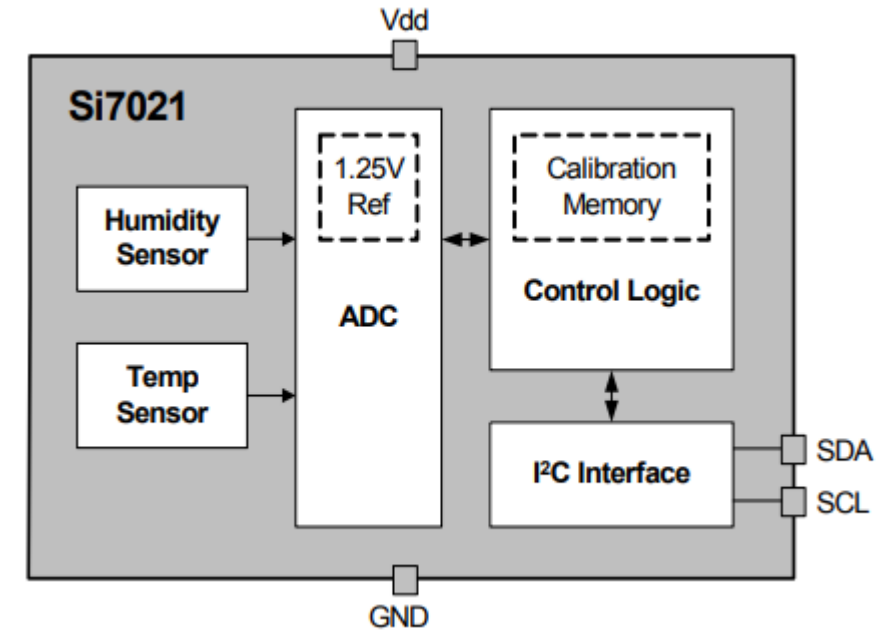 Vdd
Si7021
1.25V
Ref
Calibration
Memory
Humidity
Sensor
Control Logic
ADC
Temp
Sensor
I²C Interface
SDA
SCL
GND